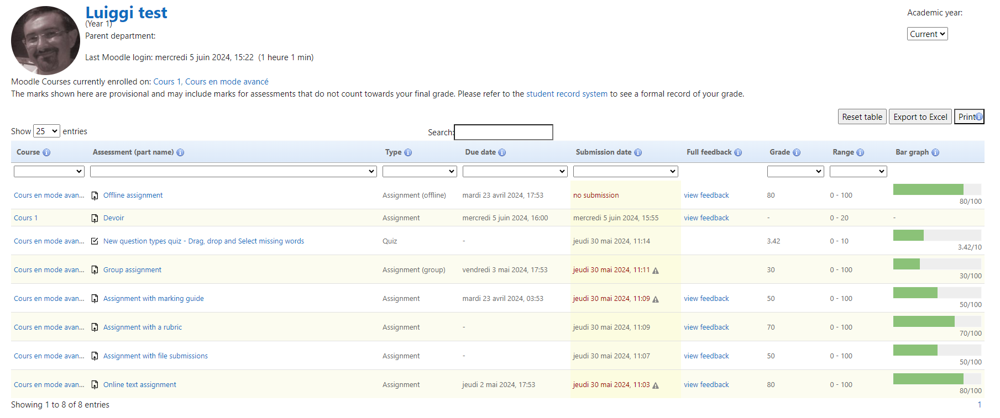 Luiggi test
Academic year:
(Year 1)
Current
Parent department:
Last Moodle login: mercredi 5 juin 2024, 15:22 (1 heure 1 min)
Moodle Courses currently enrolled on: Cours 1, Cours en mode avancé
The marks shown here are provisional and may include marks for assessments that do not count towards your final grade. Please refer to the student record system to see a formal record of your grade.
Reset table Export to Excel Print
Show 25 entries Search:
Course Assessment (part name) Type Due date Submission date Full feedback Grade Range Bar graph
Cours en mode avan... Offline assignment Assignment (offline) mardi 23 avril 2024, 17:53 no submission view feedback 80 0 - 100 80/100
Cours 1 Devoir Assignment mercredi 5 juin 2024, 16:00 mercredi 5 juin 2024, 15:55 view feedback - 0 - 20 -
Cours en mode avan... New question types quiz - Drag, drop and Select missing words Quiz - jeudi 30 mai 2024, 11:14 3.42 0 - 10 3.42/10
Cours en mode avan... Group assignment Assignment (group) vendredi 3 mai 2024, 17:53 jeudi 30 mai 2024, 11:11 30 0 - 100 30/100
Cours en mode avan... Assignment with marking guide Assignment mardi 23 avril 2024, 03:53 jeudi 30 mai 2024, 11:09 view feedback 50 0 - 100 50/100
Cours en mode avan... Assignment with a rubric Assignment - jeudi 30 mai 2024, 11:09 view feedback 70 0 - 100 70/100
Cours en mode avan... Assignment with file submissions Assignment - jeudi 30 mai 2024, 11:07 view feedback 50 0 - 100 50/100
Cours en mode avan... Online text assignment Assignment jeudi 2 mai 2024, 17:53 jeudi 30 mai 2024, 11:03 view feedback 80 0 - 100 80/100
Showing 1 to 8 of 8 entries 1